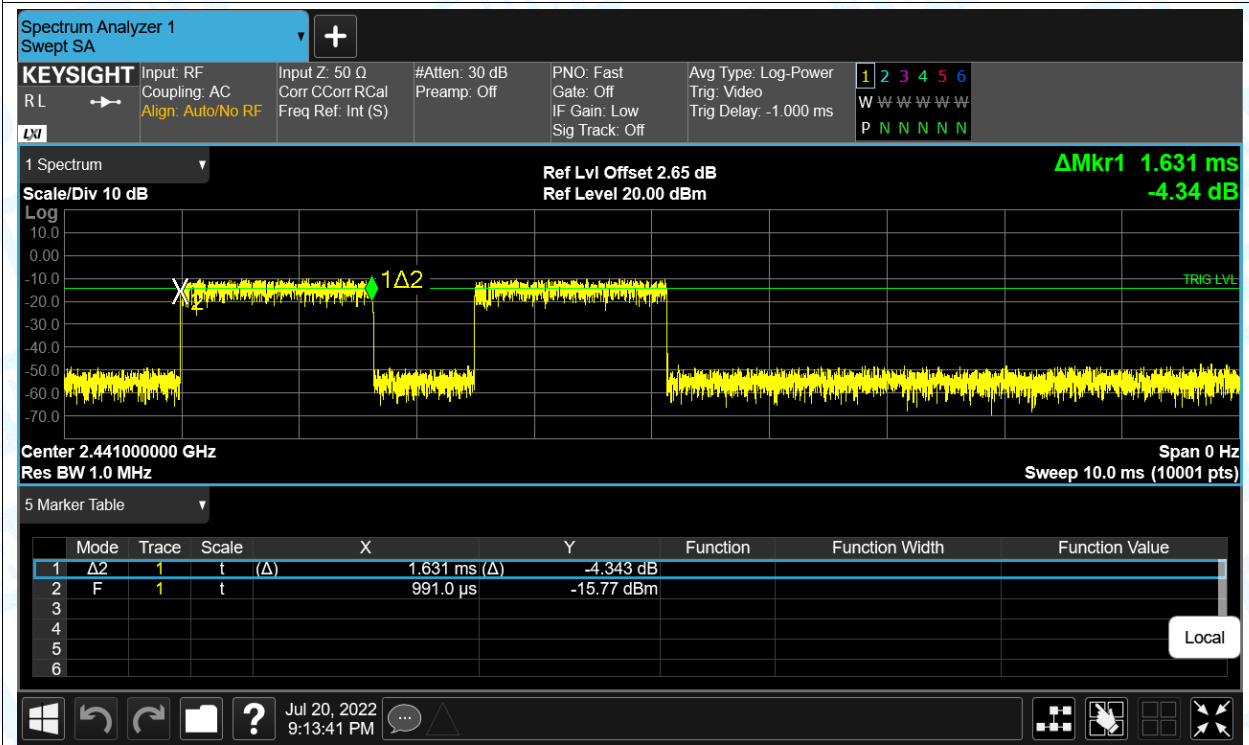 Spectrum Analyzer 1
Swept SA
KEYSIGHT
R L
LXI
Input: RF
Coupling: AC
Align: Auto/No RF
Input Z: 50 Ω
Corr CCorr RCal
Freq Ref: Int (S)
#Atten: 30 dB
Preamp: Off
PNO: Fast
Gate: Off
IF Gain: Low
Sig Track: Off
Avg Type: Log-Power
Trig: Video
Trig Delay: -1.000 ms
1 2 3 4 5 6
W W W W W W
P N N N N N
1 Spectrum
Scale/Div 10 dB
Ref Lvl Offset 2.65 dB
Ref Level 20.00 dBm
ΔMkr1 1.631 ms
-4.34 dB
Log
10.0
0.00
-10.0
-20.0
-30.0
-40.0
-50.0
-60.0
-70.0
2
1Δ2
TRIG LVL
Center 2.441000000 GHz
Res BW 1.0 MHz
Span 0 Hz
Sweep 10.0 ms (10001 pts)
5 Marker Table
Mode Trace Scale X Y Function Function Width Function Value
1 Δ2 1 t (Δ) 1.631 ms (Δ) -4.343 dB
2 F 1 t 991.0 µs -15.77 dBm
3
4
5
6
Local
?
Jul 20, 2022
9:13:41 PM